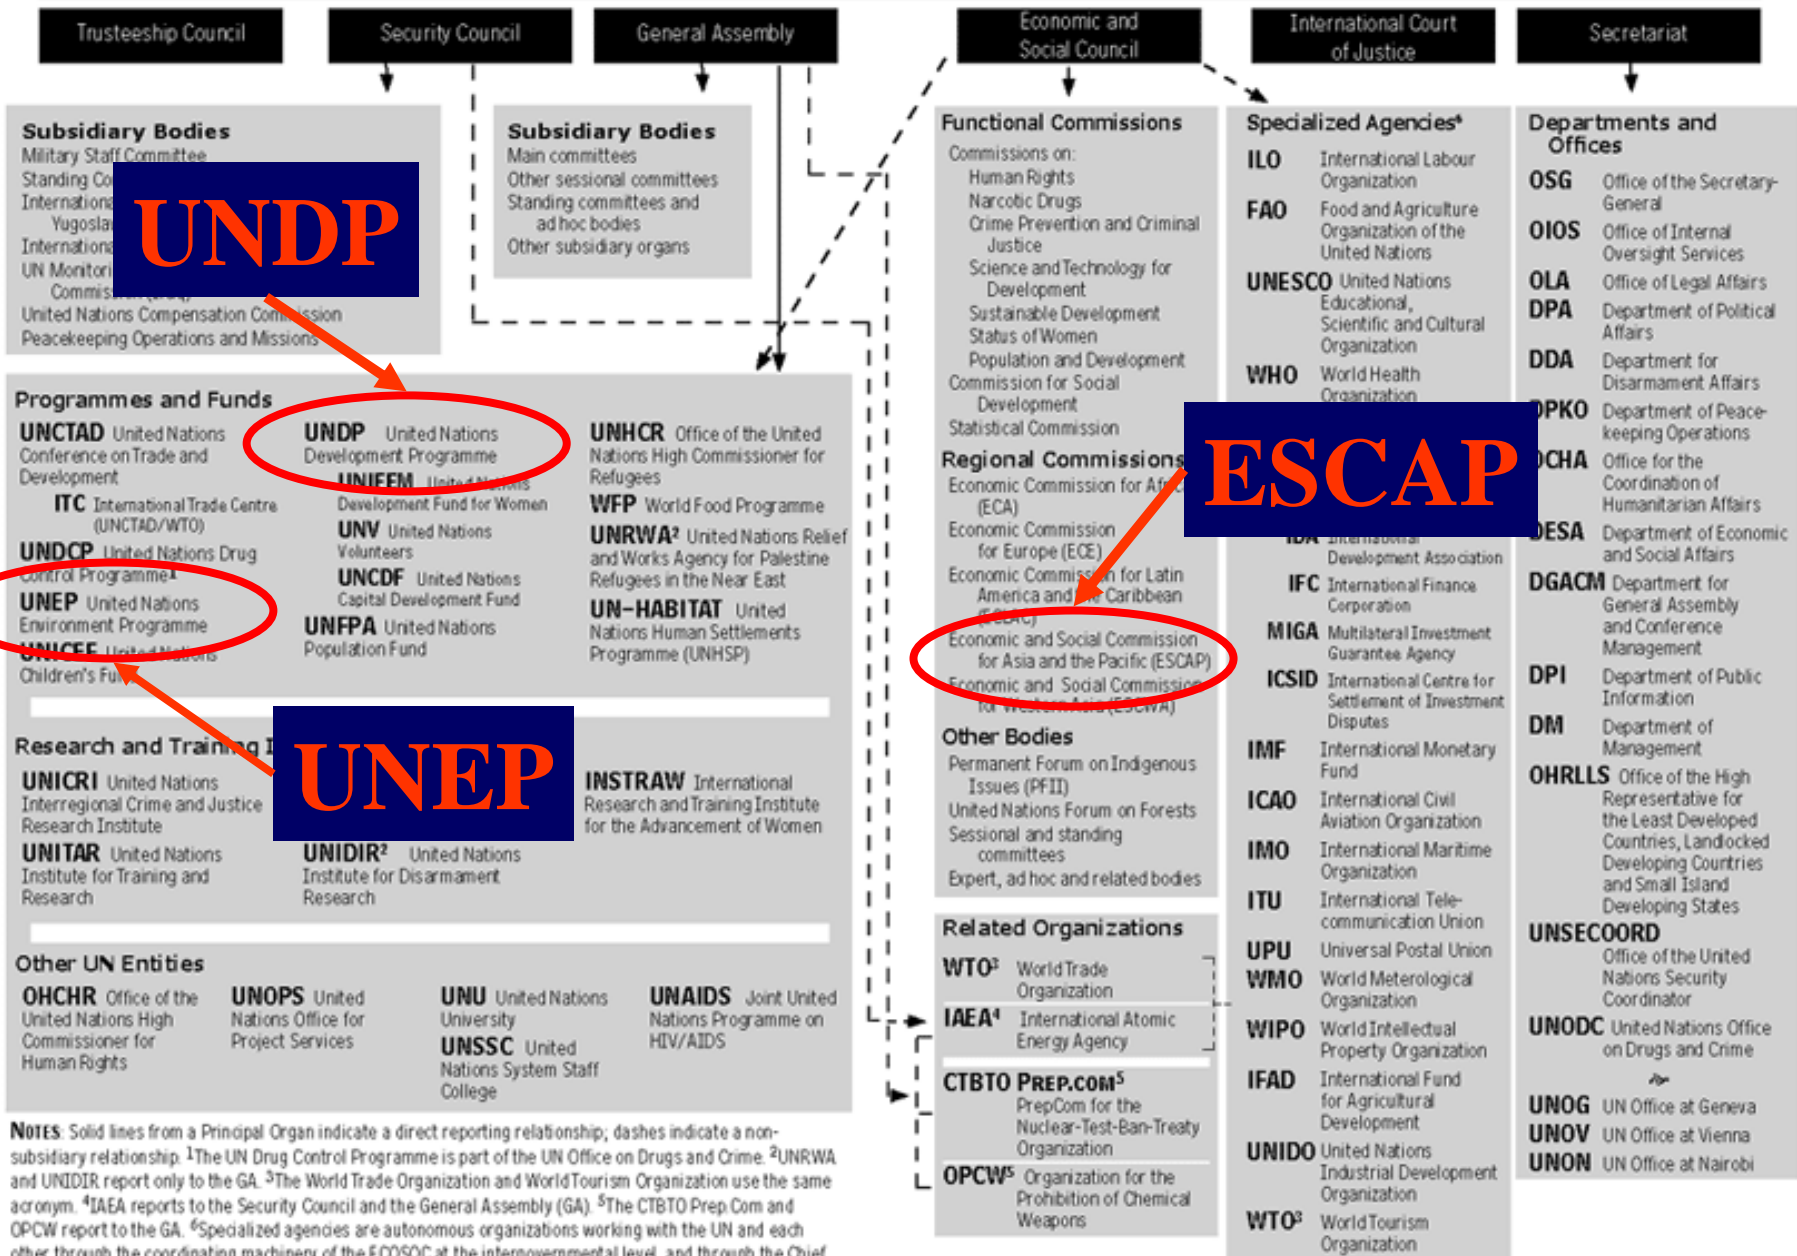 Trusteeship Council
Security Council
General Assembly
Economic and
Social Council
International Court
of Justice
Secretariat
Subsidiary Bodies
Military Staff Committee
Standing
Yugoslav
UN
United Nations Compensation Commission
Peacekeeping Operations and Missions
UNDP
Subsidiary Bodies
Main committees
Other sessional committees
Standing committees and
ad hoc bodies
Other subsidiary organs
Programmes and Funds
UNCTAD United Nations
Conference on Trade and
Development
ITC International Trade Centre
(UNCTAD/WTO)
UNDCP United Nations Drug
Control Programme1
UNEP United Nations
Environment Programme
UNICEF United Nations
Children's Fund
UNDP United Nations
Development Programme
UNIFEM United Nations
Development Fund for Women
UNV United Nations
Volunteers
UNCDF United Nations
Capital Development Fund
UNFPA United Nations
Population Fund
UNHCR Office of the United
Nations High Commissioner for
Refugees
WFP World Food Programme
UNRWA2 United Nations Relief
and Works Agency for Palestine
Refugees in the Near East
UN-HABITAT United
Nations Human Settlements
Programme (UNHSP)
Research and Training
UNICRI United Nations
Interregional Crime and Justice
Research Institute
UNITAR United Nations
Institute for Training and
Research
UNEP
UNIDIR2 United Nations
Institute for Disarmament
Research
INSTRAW International
Research and Training Institute
for the Advancement of Women
Other UN Entities
OHCHR Office of the
United Nations High
Commissioner for
Human Rights
UNOPS United
Nations Office for
Project Services
UNU United Nations
University
UNSSC United
Nations System Staff
College
UNAIDS Joint United
Nations Programme on
HIV/AIDS
Functional Commissions
Commissions on:
Human Rights
Narcotic Drugs
Crime Prevention and Criminal
Justice
Science and Technology for
Development
Sustainable Development
Status of Women
Population and Development
Commission for Social
Development
Statistical Commission
Regional Commissions
Economic Commission for Africa
(ECA)
Economic Commission
for Europe (ECE)
Economic Commission for Latin
America and the Caribbean
(ECLAC)
Economic and Social Commission
for Asia and the Pacific (ESCAP)
Economic and Social Commission
for Western Asia (ESCWA)
Other Bodies
Permanent Forum on Indigenous
Issues (PFII)
United Nations Forum on Forests
Sessional and standing
committees
Expert, ad hoc and related bodies
Related Organizations
WTO3 World Trade
Organization
IAEA4 International Atomic
Energy Agency
CTBTO PREP.COM5
PrepCom for the
Nuclear-Test-Ban-Treaty
Organization
OPCW5 Organization for the
Prohibition of Chemical
Weapons
Specialized Agencies6
ILO International Labour
Organization
FAO Food and Agriculture
Organization of the
United Nations
UNESCO United Nations
Educational,
Scientific and Cultural
Organization
WHO World Health
Organization
ESCAP
IDA International
Development Association
IFC International Finance
Corporation
MIGA Multilateral Investment
Guarantee Agency
ICSID International Centre for
Settlement of Investment
Disputes
IMF International Monetary
Fund
ICAO International Civil
Aviation Organization
IMO International Maritime
Organization
ITU International Tele-
communication Union
UPU Universal Postal Union
WMO World Meterological
Organization
WIPO World Intellectual
Property Organization
IFAD International Fund
for Agricultural
Development
UNIDO United Nations
Industrial Development
Organization
WTO3 World Tourism
Organization
Departments and
Offices
OSG Office of the Secretary-
General
OIOS Office of Internal
Oversight Services
OLA Office of Legal Affairs
DPA Department of Political
Affairs
DDA Department for
Disarmament Affairs
DPKO Department of Peace-
keeping Operations
OCHA Office for the
Coordination of
Humanitarian Affairs
DESA Department of Economic
and Social Affairs
DGACM Department for
General Assembly
and Conference
Management
DPI Department of Public
Information
DM Department of
Management
OHRLLS Office of the High
Representative for
the Least Developed
Countries, Landlocked
Developing Countries
and Small Island
Developing States
UNSECOORD
Office of the United
Nations Security
Coordinator
UNODC United Nations Office
on Drugs and Crime
UNOG UN Office at Geneva
UNOV UN Office at Vienna
UNON UN Office at Nairobi
NOTES: Solid lines from a Principal Organ indicate a direct reporting relationship; dashes indicate a non-
subsidiary relationship. 1The UN Drug Control Programme is part of the UN Office on Drugs and Crime. 2UNRWA
and UNIDIR report only to the GA. 3The World Trade Organization and World Tourism Organization use the same
acronym. 4IAEA reports to the Security Council and the General Assembly (GA). 5The CTBTO Prep.Com and
OPCW report to the GA. 6Specialized agencies are autonomous organizations working with the UN and each
other through the coordinating machinery of the ECOSOC at the intergovernmental level, and through the Chief